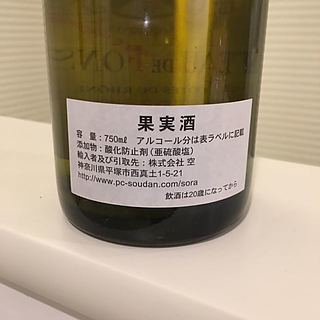 果実酒
容 量：750mℓ アルコール分は表ラベルに記載
添加物：酸化防止剤（亜硫酸塩）
輸入者及び引取先：株式会社 空
神奈川県平塚市西真土1-5-21
http://www.pc-soudan.com/sora
飲酒は20歳になってから